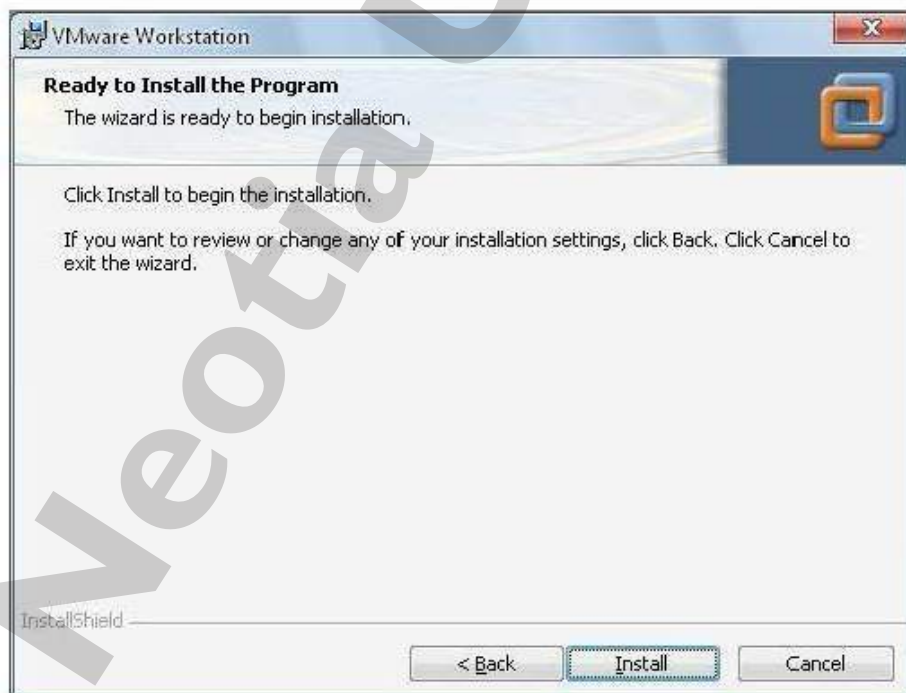 VMware Workstation
Ready to Install the Program
The wizard is ready to begin installation.
Click Install to begin the installation.
If you want to review or change any of your installation settings, click Back. Click Cancel to
exit the wizard.
InstallShield
< Back
Install
Cancel
Neotia